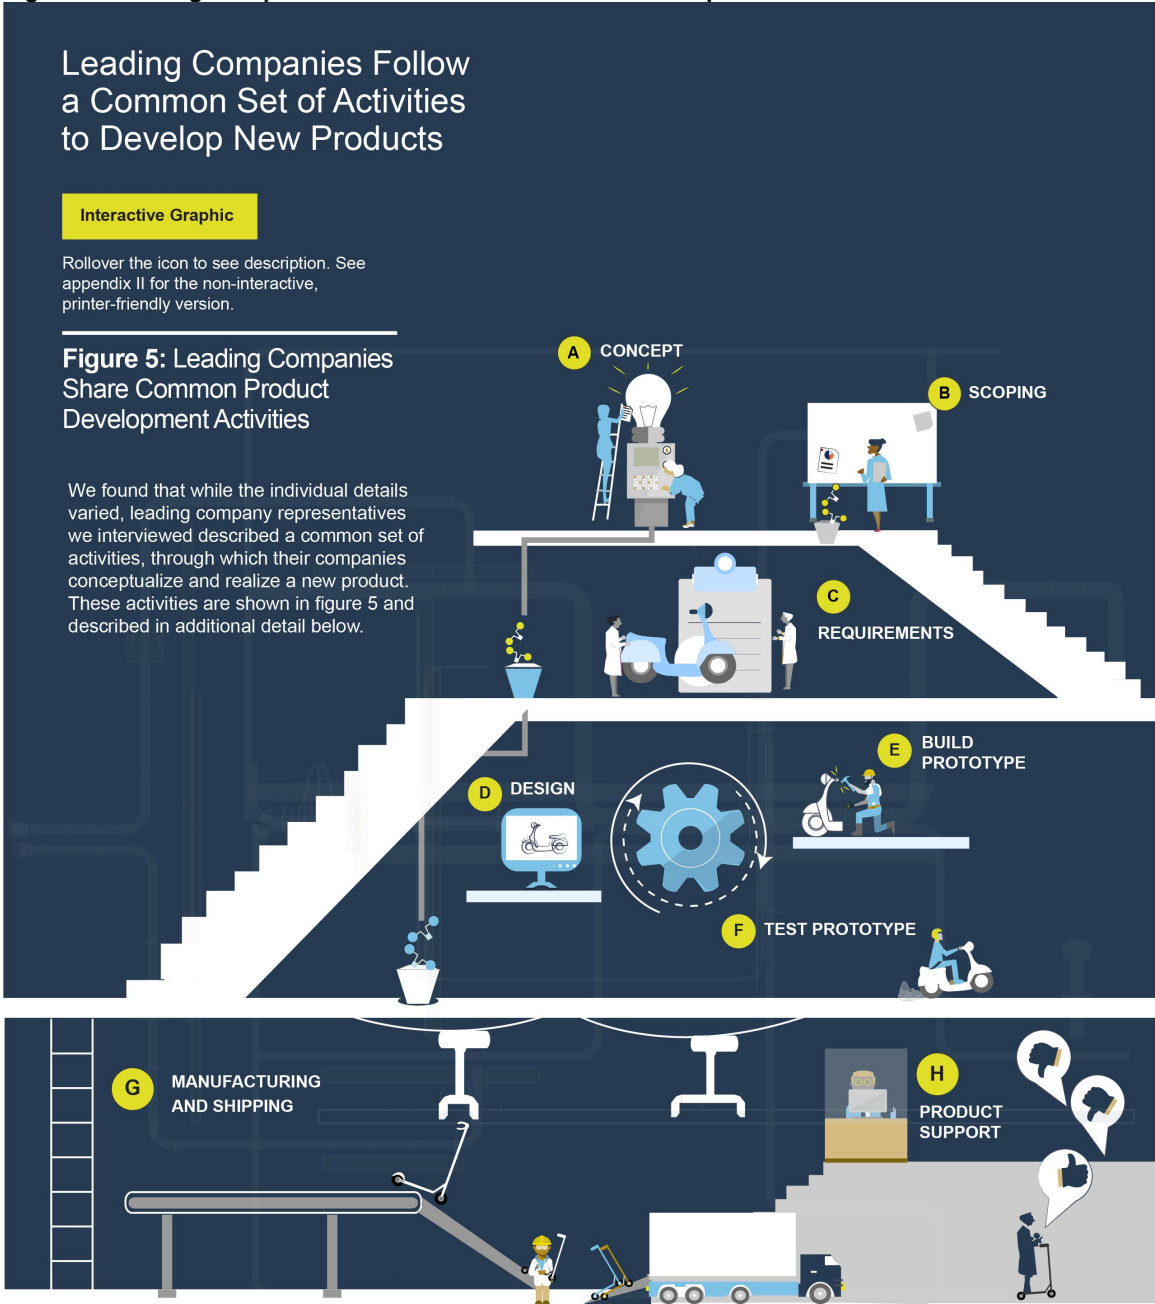 Leading Companies Follow
a Common Set of Activities
to Develop New Products
Interactive Graphic
Rollover the icon to see description. See
appendix II for the non-interactive,
printer-friendly version.
Figure 5: Leading Companies
Share Common Product
Development Activities
We found that while the individual details
varied, leading company representatives
we interviewed described a common set of
activities, through which their companies
conceptualize and realize a new product.
These activities are shown in figure 5 and
described in additional detail below.
A CONCEPT
B SCOPING
C
REQUIREMENTS
D DESIGN
E BUILD
PROTOTYPE
F TEST PROTOTYPE
G MANUFACTURING
AND SHIPPING
H
PRODUCT
SUPPORT